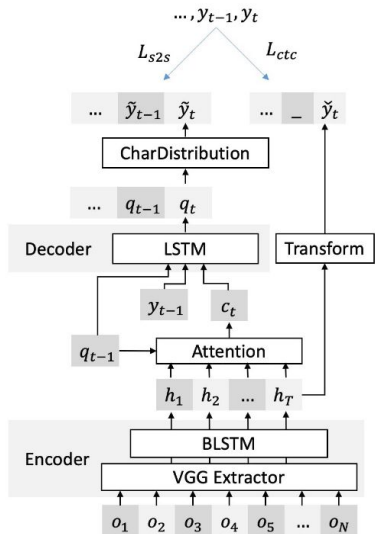 ..., y_{t-1}, y_t
L_{s2s} L_{ctc}
... ỹ_{t-1} ỹ_t ... _ y̌_t
CharDistribution
... q_{t-1} q_t
Decoder LSTM Transform
y_{t-1} c_t
q_{t-1} Attention
h_1 h_2 ... h_T
BLSTM
Encoder
VGG Extractor
o_1 o_2 o_3 o_4 o_5 ... o_N